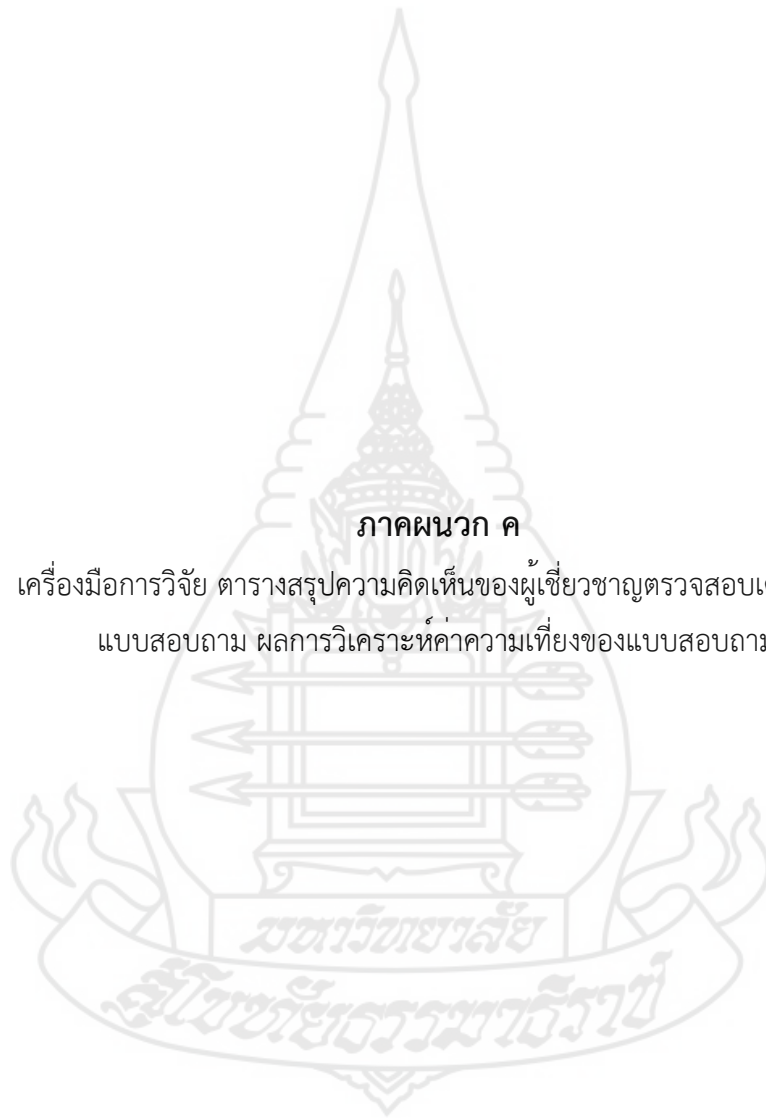 ภาคผนวก ค
เครื่องมือการวิจัย ตารางสรุปความคิดเห็นของผู้เชี่ยวชาญตรวจสอบเ
แบบสอบถาม ผลการวิเคราะห์ค่าความเที่ยงของแบบสอบถาม
มหาวิทยาลัย
สุโขทัยธรรมาธิราช